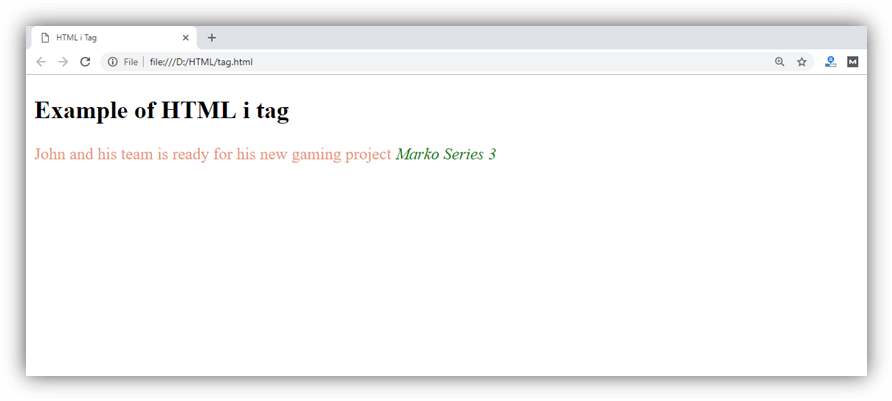 HTML i Tag
File file:///D:/HTML/tag.html
Example of HTML i tag
John and his team is ready for his new gaming project Marko Series 3